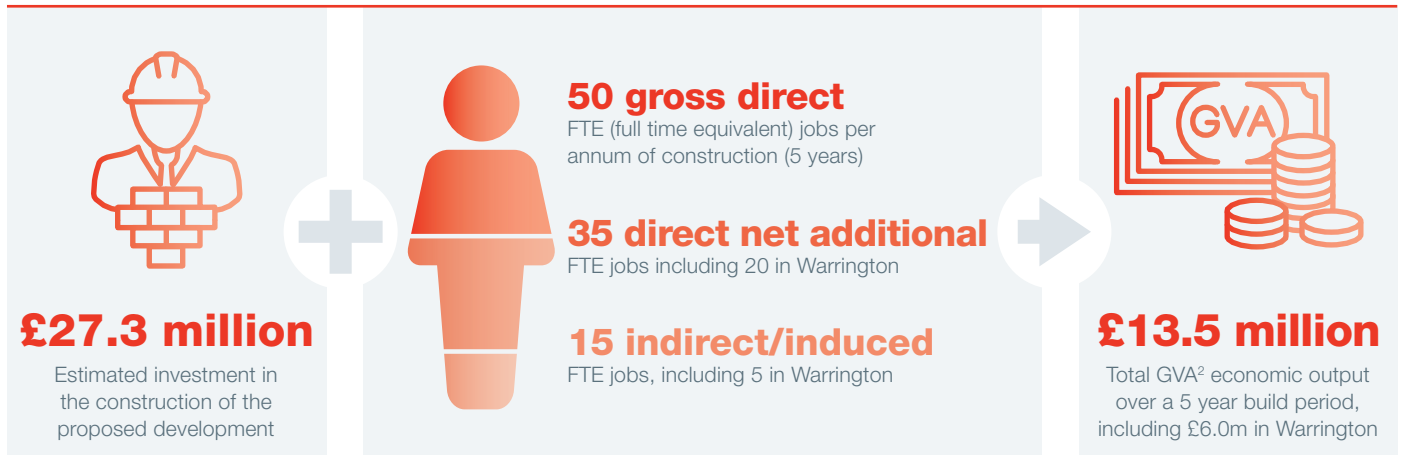 £27.3 million
Estimated investment in
the construction of the
proposed development
50 gross direct
FTE (full time equivalent) jobs per
annum of construction (5 years)
35 direct net additional
FTE jobs including 20 in Warrington
15 indirect/induced
FTE jobs, including 5 in Warrington
GVA
£13.5 million
Total GVA² economic output
over a 5 year build period,
including £6.0m in Warrington